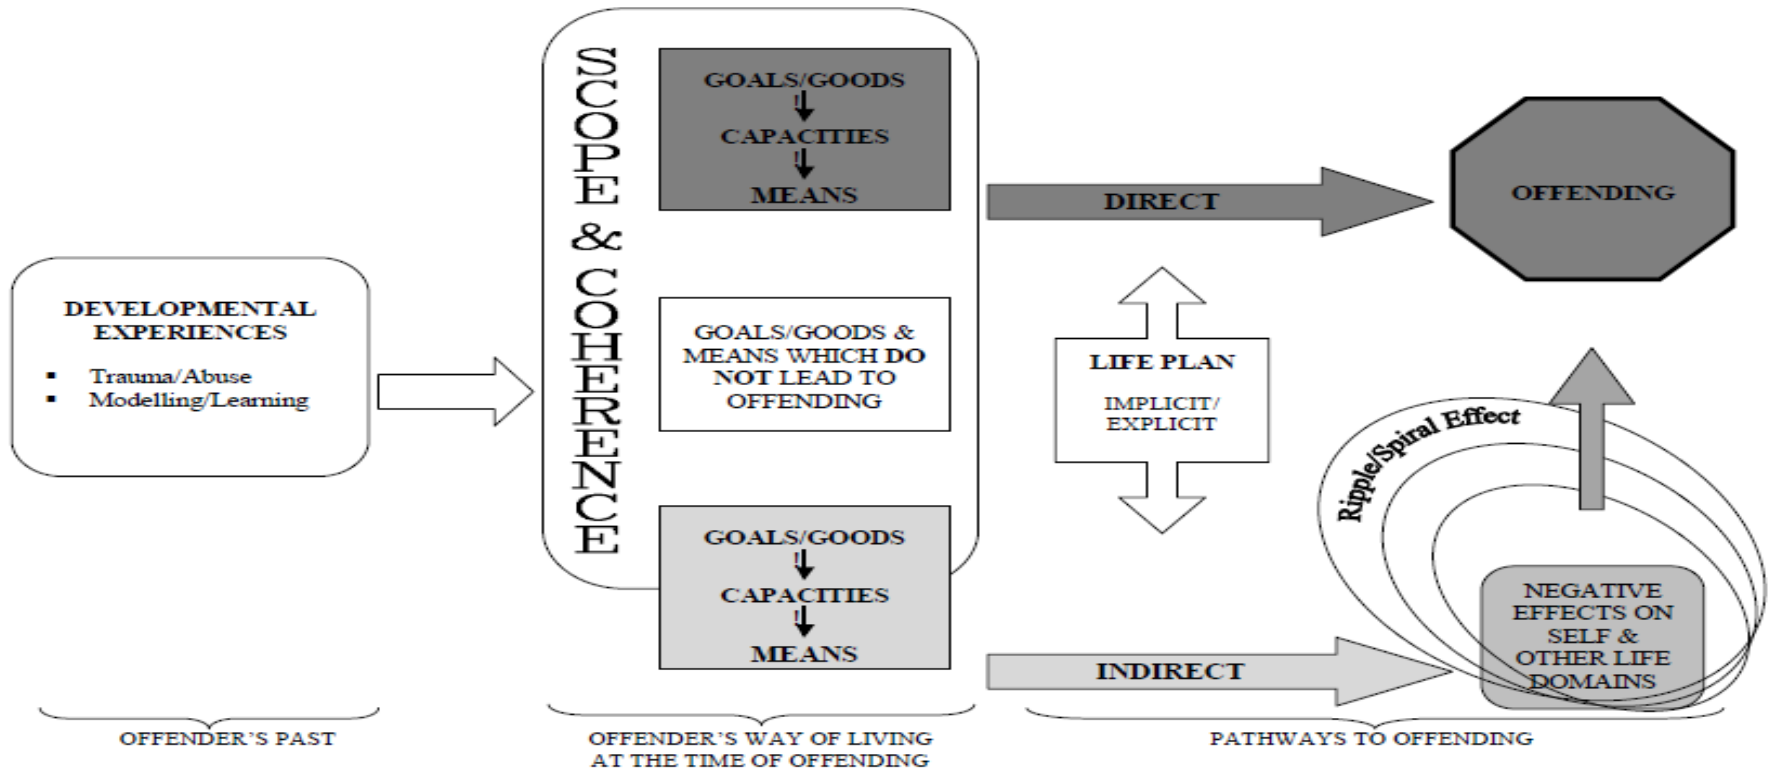 DEVELOPMENTAL
EXPERIENCES
▪ Trauma/Abuse
▪ Modelling/Learning
SCOPE & COHERENCE
GOALS/GOODS
CAPACITIES
MEANS
GOALS/GOODS &
MEANS WHICH DO
NOT LEAD TO
OFFENDING
GOALS/GOODS
CAPACITIES
MEANS
DIRECT
LIFE PLAN
IMPLICIT/
EXPLICIT
INDIRECT
OFFENDING
Ripple/Spiral Effect
NEGATIVE
EFFECTS ON
SELF &
OTHER LIFE
DOMAINS
OFFENDER'S PAST
OFFENDER'S WAY OF LIVING
AT THE TIME OF OFFENDING
PATHWAYS TO OFFENDING